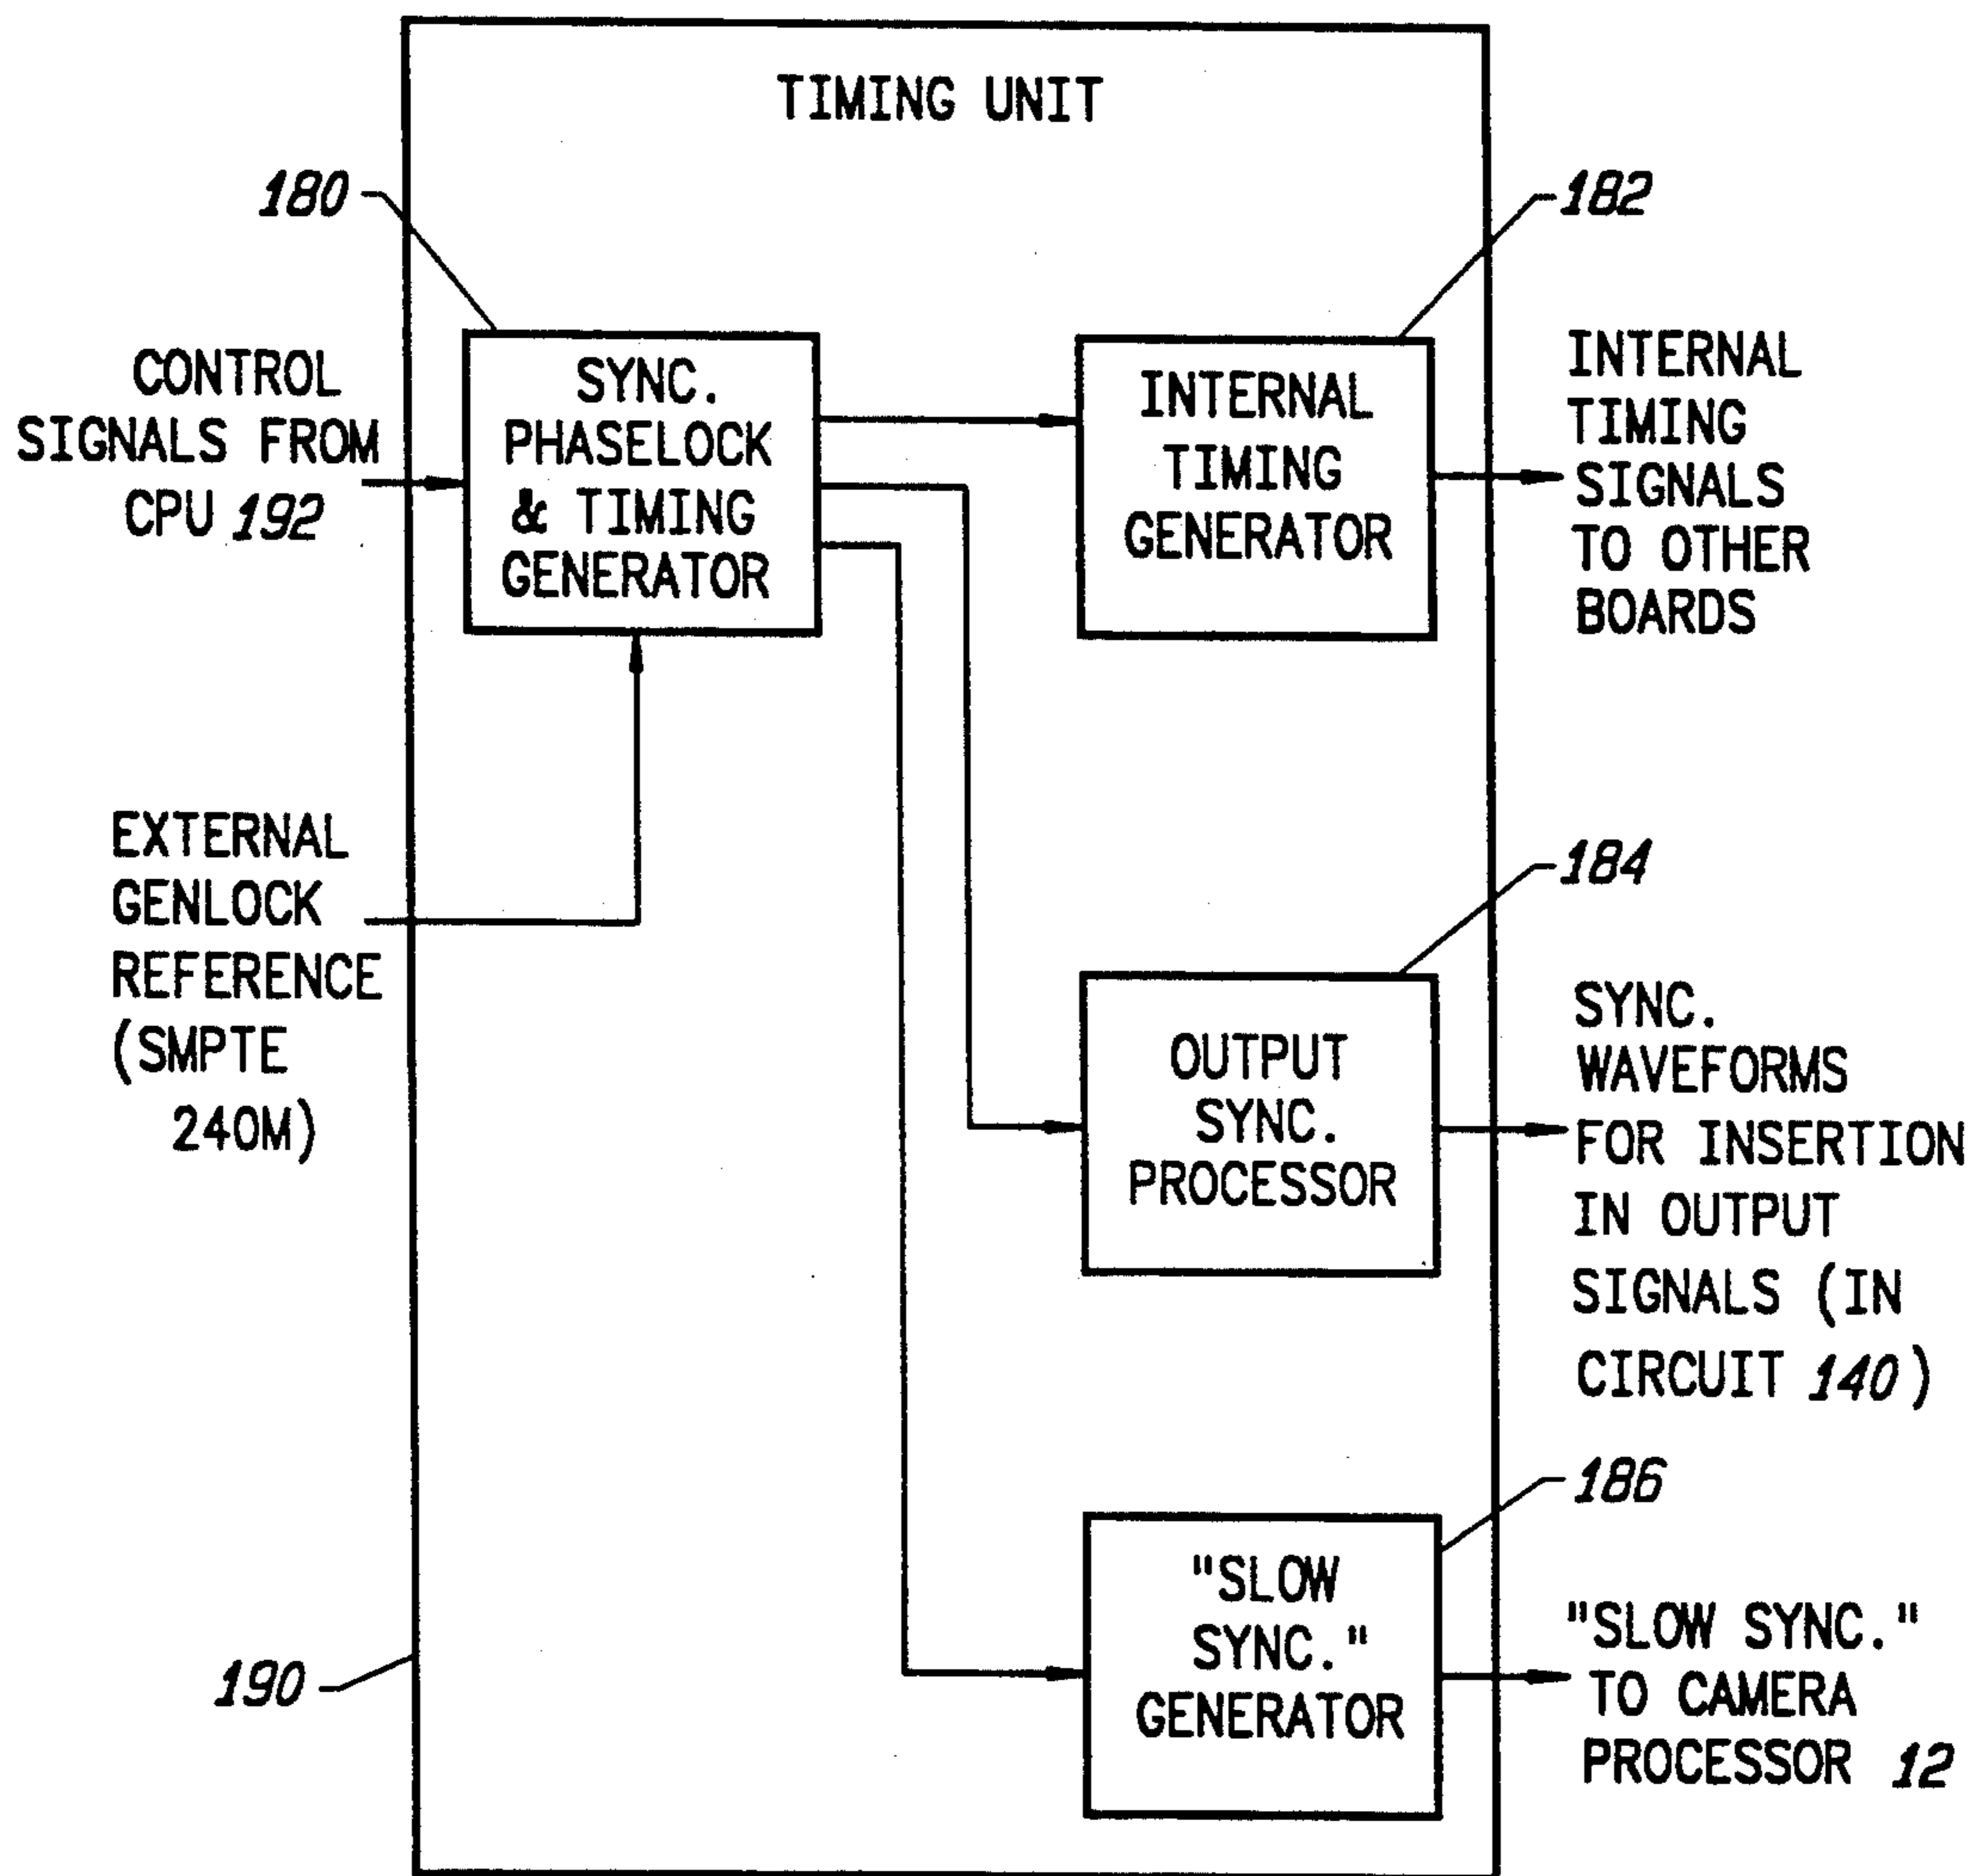 TIMING UNIT
180
182
CONTROL
SIGNALS FROM
CPU 192
SYNC.
PHASELOCK
& TIMING
GENERATOR
INTERNAL
TIMING
GENERATOR
INTERNAL
TIMING
SIGNALS
TO OTHER
BOARDS
EXTERNAL
GENLOCK
REFERENCE
(SMPTE
240M)
184
OUTPUT
SYNC.
PROCESSOR
SYNC.
WAVEFORMS
FOR INSERTION
IN OUTPUT
SIGNALS (IN
CIRCUIT 140)
186
"SLOW
SYNC."
GENERATOR
"SLOW SYNC."
TO CAMERA
PROCESSOR 12
190